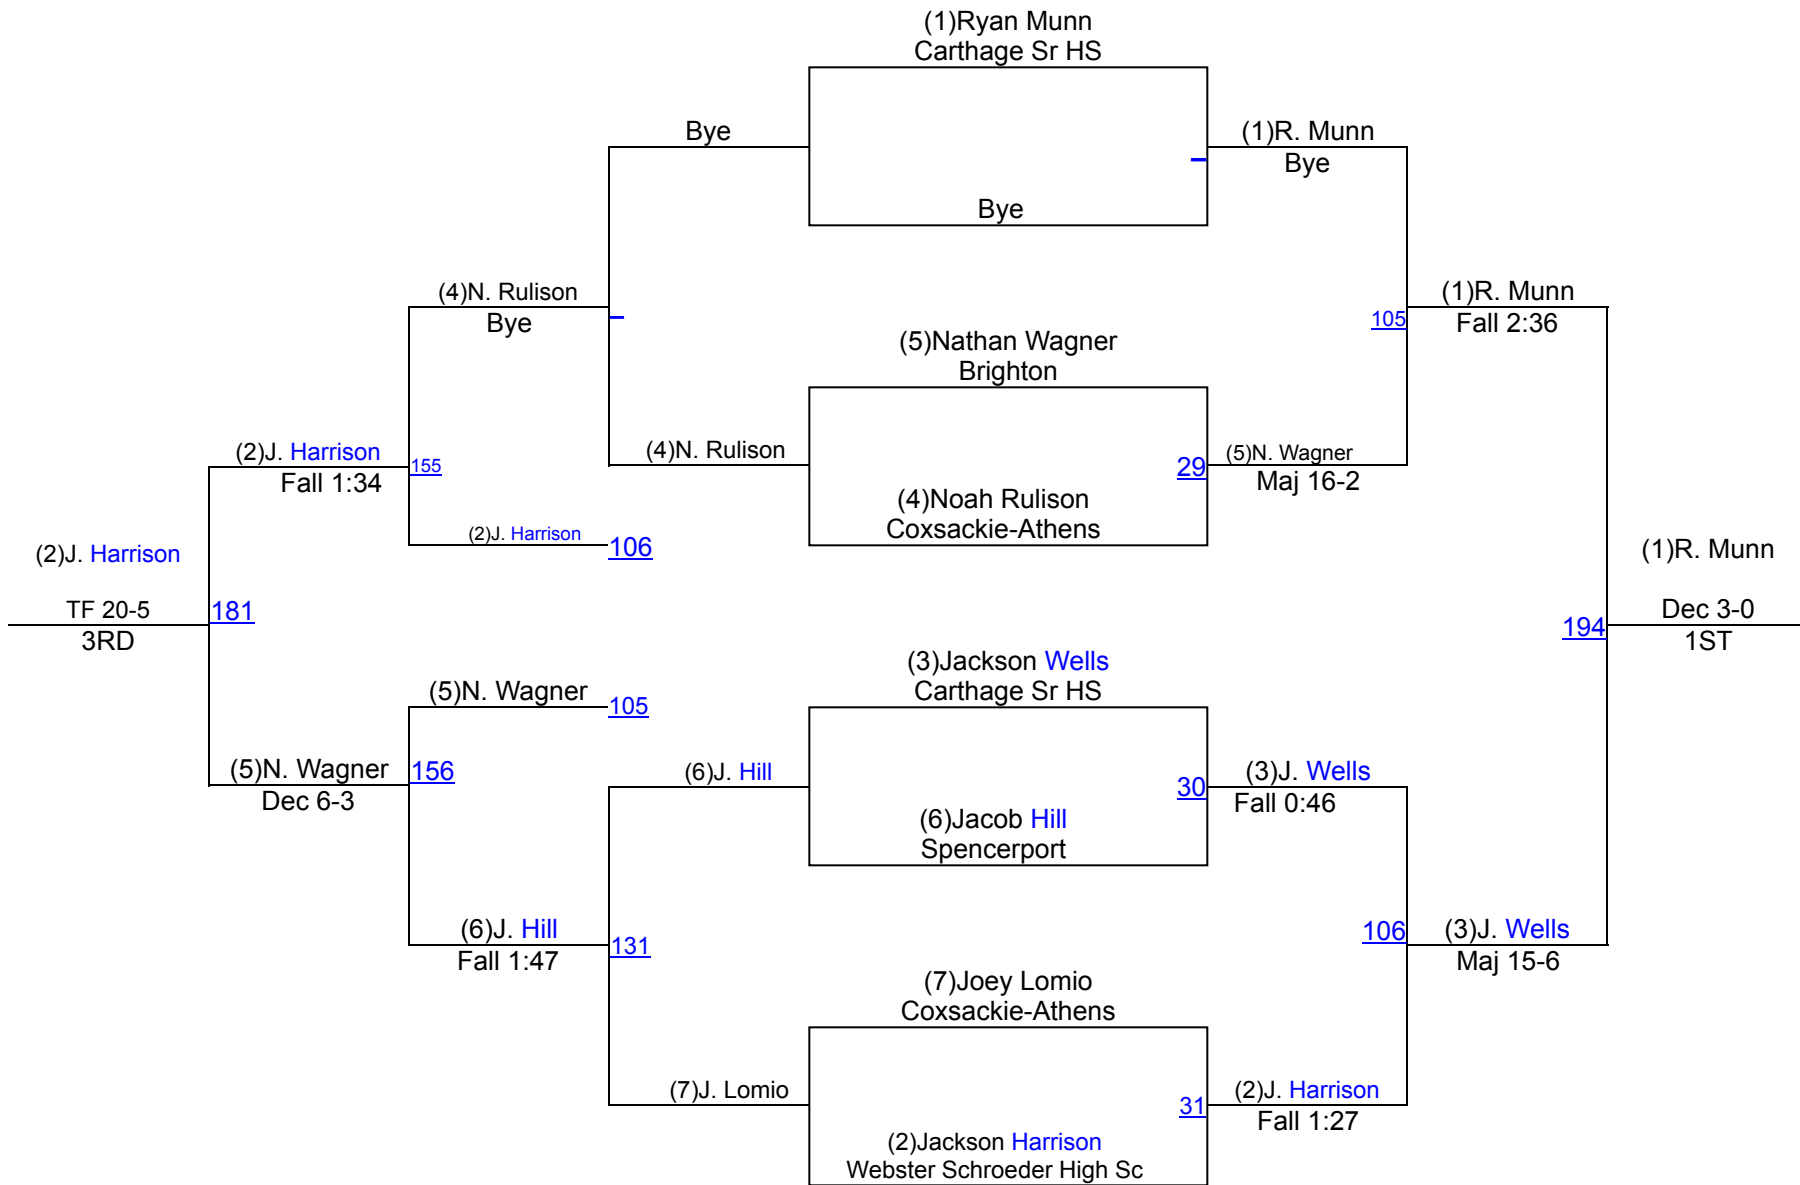 (1)Ryan Munn
Carthage Sr HS
Bye
(1)R. Munn
Bye
Bye
(4)N. Rulison
Bye
(1)R. Munn
105
Fall 2:36
(5)Nathan Wagner
Brighton
(2)J. Harrison
155
Fall 1:34
(4)N. Rulison
29
(5)N. Wagner
Maj 16-2
(4)Noah Rulison
Coxsackie-Athens
(2)J. Harrison
106
(2)J. Harrison
(1)R. Munn
TF 20-5
181
3RD
Dec 3-0
194
1ST
(3)Jackson Wells
Carthage Sr HS
(5)N. Wagner
105
(5)N. Wagner
156
Dec 6-3
(6)J. Hill
30
(3)J. Wells
Fall 0:46
(6)Jacob Hill
Spencerport
(6)J. Hill
131
Fall 1:47
106
(3)J. Wells
Maj 15-6
(7)Joey Lomio
Coxsackie-Athens
(7)J. Lomio
31
(2)J. Harrison
Fall 1:27
(2)Jackson Harrison
Webster Schroeder High Sc